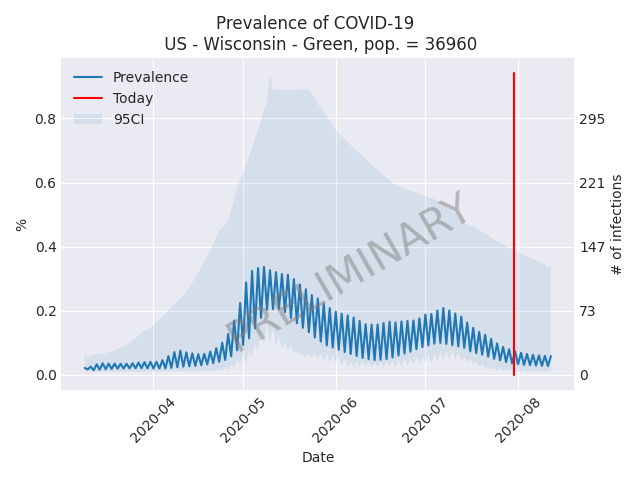 Prevalence of COVID-19
US - Wisconsin - Green, pop. = 36960
Prevalence
Today
95CI
0.8
0.6
0.4
0.2
0.0
%
295
221
147
73
0
# of infections
PRELIMINARY
2020-04
2020-05
2020-06
2020-07
2020-08
Date